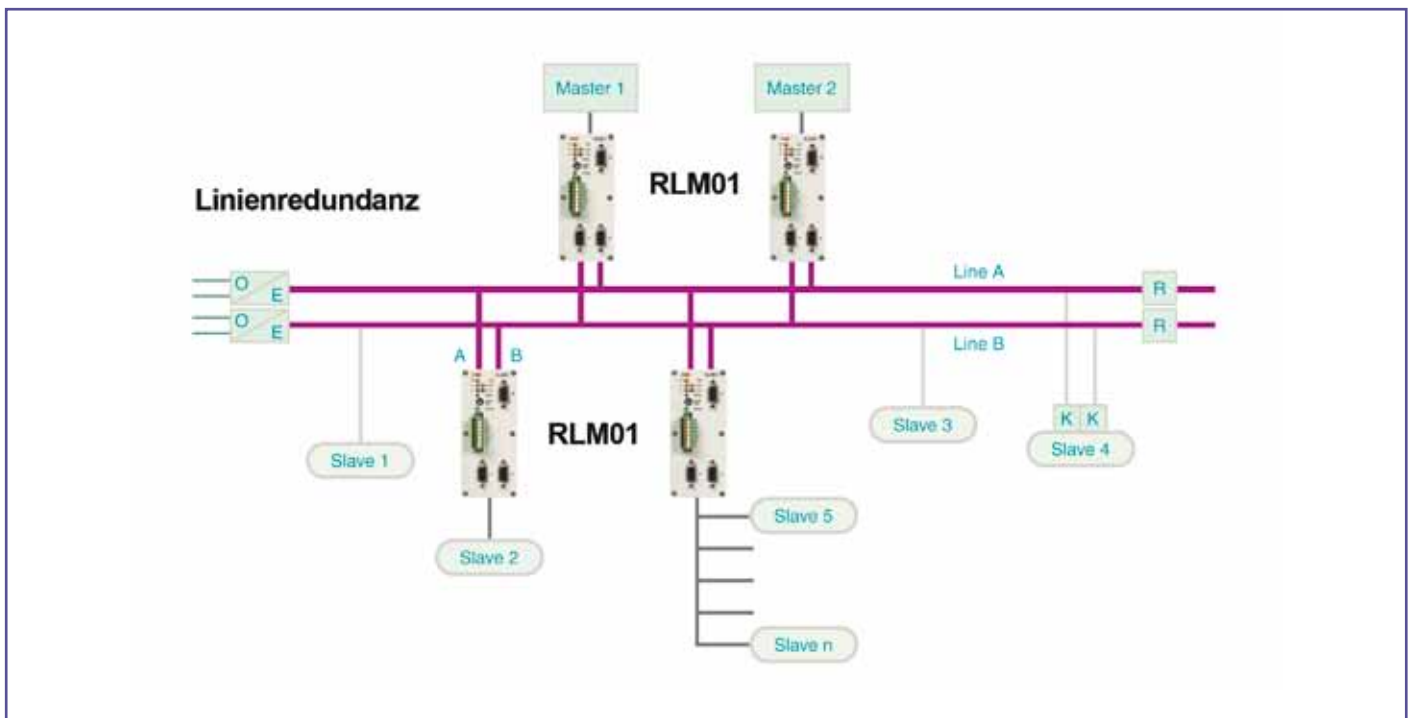 Master 1
Master 2
RLM01
Linienredundanz
Line A
O
E
R
O
E
R
Line B
A
B
RLM01
Slave 1
Slave 3
K
K
Slave 4
Slave 5
Slave 2
Slave n